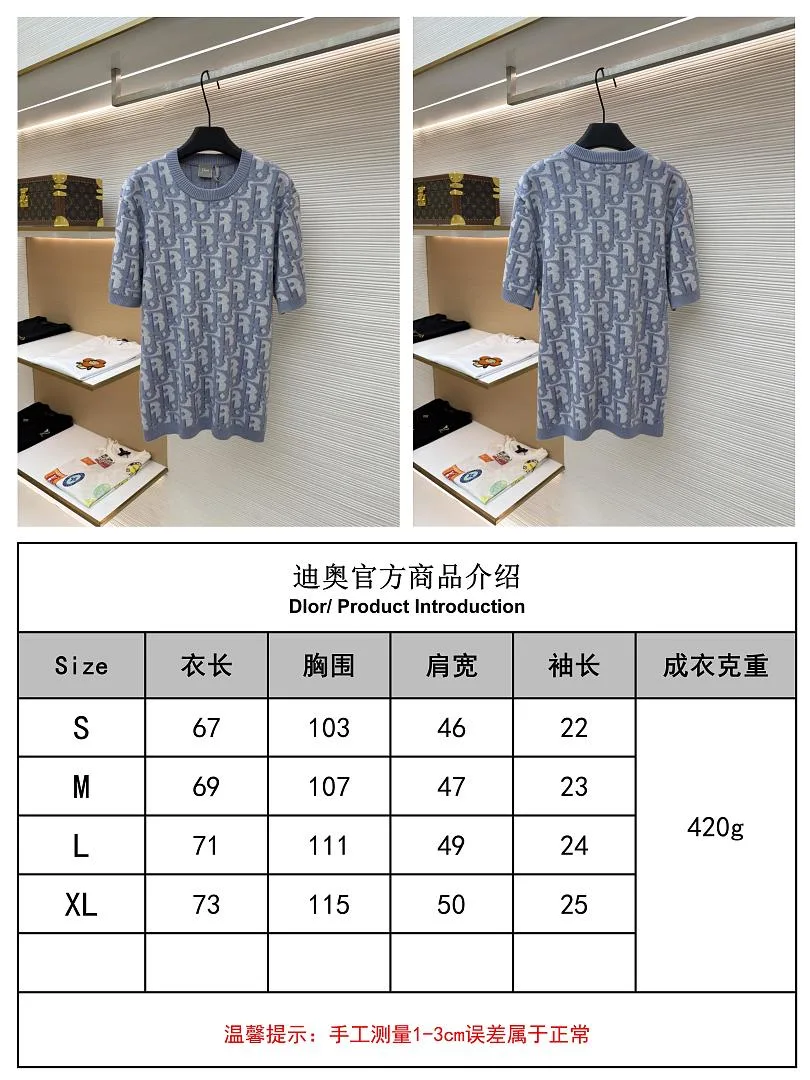 迪奥官方商品介绍
DIor/ Product Introduction
Size 衣长 胸围 肩宽 袖长 成衣克重
S 67 103 46 22
M 69 107 47 23
420g
L 71 111 49 24
XL 73 115 50 25
温馨提示：手工测量1-3cm误差属于正常